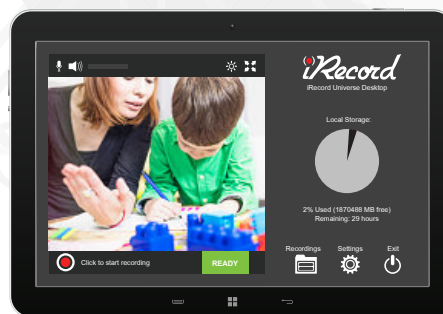 iRecord
iRecord Universe Desktop
Local Storage:
2% Used (1870488 MB free)
Remaining: 29 hours
Recordings Settings Exit
Click to start recording READY